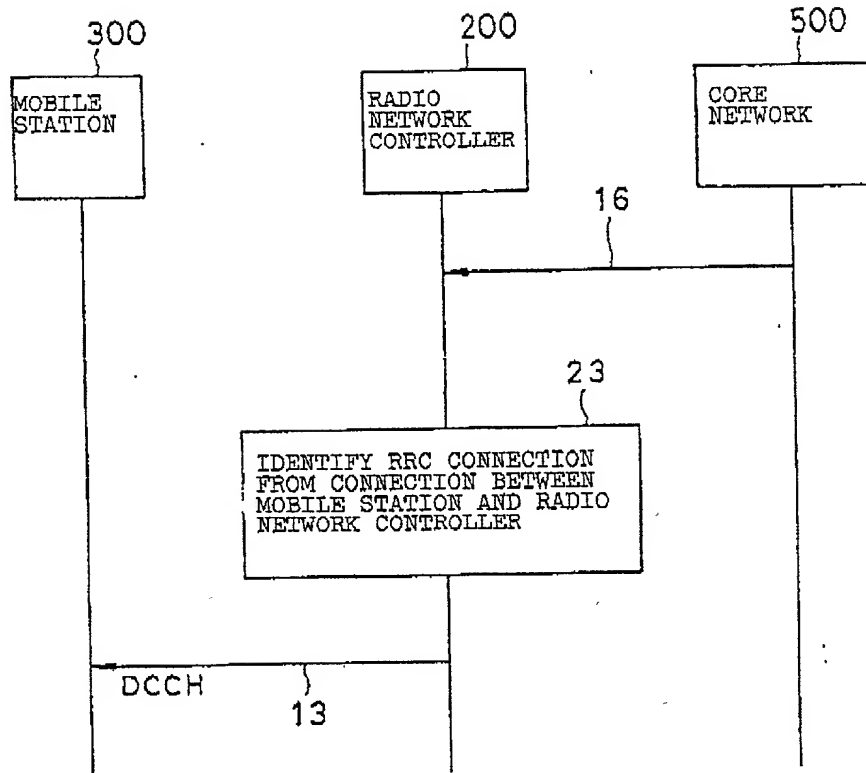 300
200
500
MOBILE
STATION
RADIO
NETWORK
CONTROLLER
CORE
NETWORK
16
23
IDENTIFY RRC CONNECTION
FROM CONNECTION BETWEEN
MOBILE STATION AND RADIO
NETWORK CONTROLLER
DCCH
13